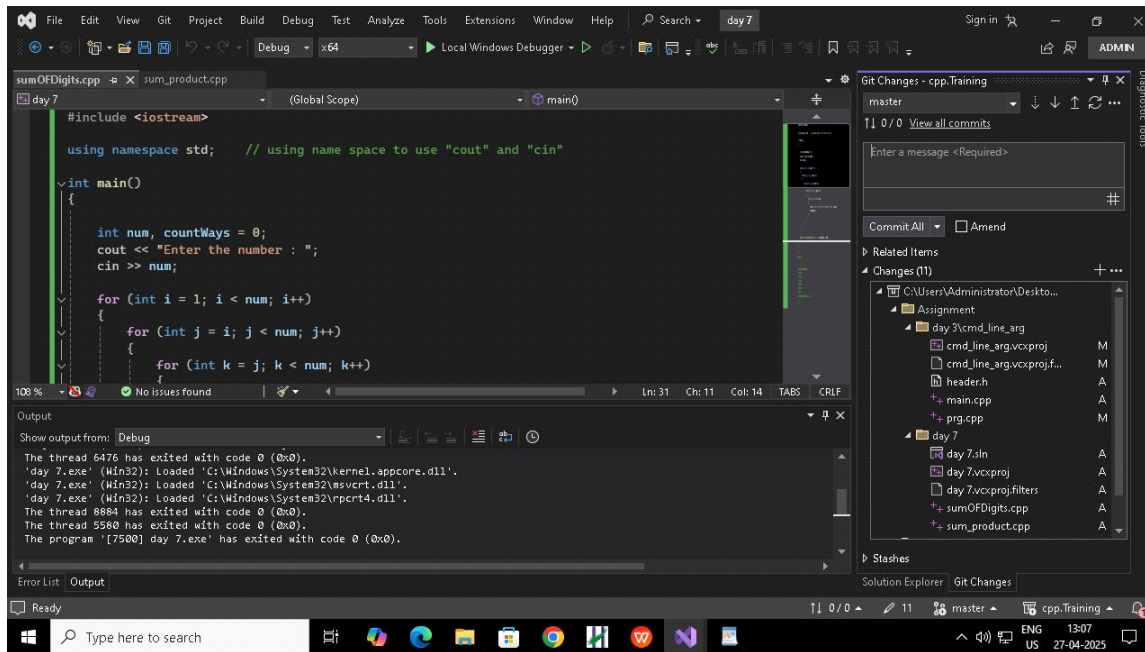 File Edit View Git Project Build Debug Test Analyze Tools Extensions Window Help Search day 7 Sign in
Debug x64 Local Windows Debugger ADMIN
sumOFDigits.cpp sum_product.cpp
day 7 (Global Scope) main()
#include <iostream>
using namespace std; // using name space to use "cout" and "cin"
int main()
{
int num, countWays = 0;
cout << "Enter the number : ";
cin >> num;
for (int i = 1; i < num; i++)
{
for (int j = i; j < num; j++)
{
for (int k = j; k < num; k++)
{
108 % No issues found Ln: 31 Ch: 11 Col: 14 TABS CRLF
Output
Show output from: Debug
The thread 6476 has exited with code 0 (0x0).
'day 7.exe' (Win32): Loaded 'C:\Windows\System32\kernel.appcore.dll'.
'day 7.exe' (Win32): Loaded 'C:\Windows\System32\msvcrt.dll'.
'day 7.exe' (Win32): Loaded 'C:\Windows\System32\rpcrt4.dll'.
The thread 8884 has exited with code 0 (0x0).
The thread 5580 has exited with code 0 (0x0).
The program '[7500] day 7.exe' has exited with code 0 (0x0).
Error List Output
Git Changes - cpp.Training
master
0 / 0 View all commits
Enter a message <Required>
#
Commit All Amend
Related Items
Changes (11)
C:\Users\Administrator\Deskto...
Assignment
day 3\cmd_line_arg
cmd_line_arg.vcxproj M
cmd_line_arg.vcxproj.f... M
header.h A
main.cpp A
prg.cpp M
day 7
day 7.sln A
day 7.vcxproj A
day 7.vcxproj.filters A
sumOFDigits.cpp A
sum_product.cpp A
Stashes
Solution Explorer Git Changes
Diagnostic Tools
Ready 0 / 0 11 master cpp.Training
Type here to search ENG 13:07
US 27-04-2025